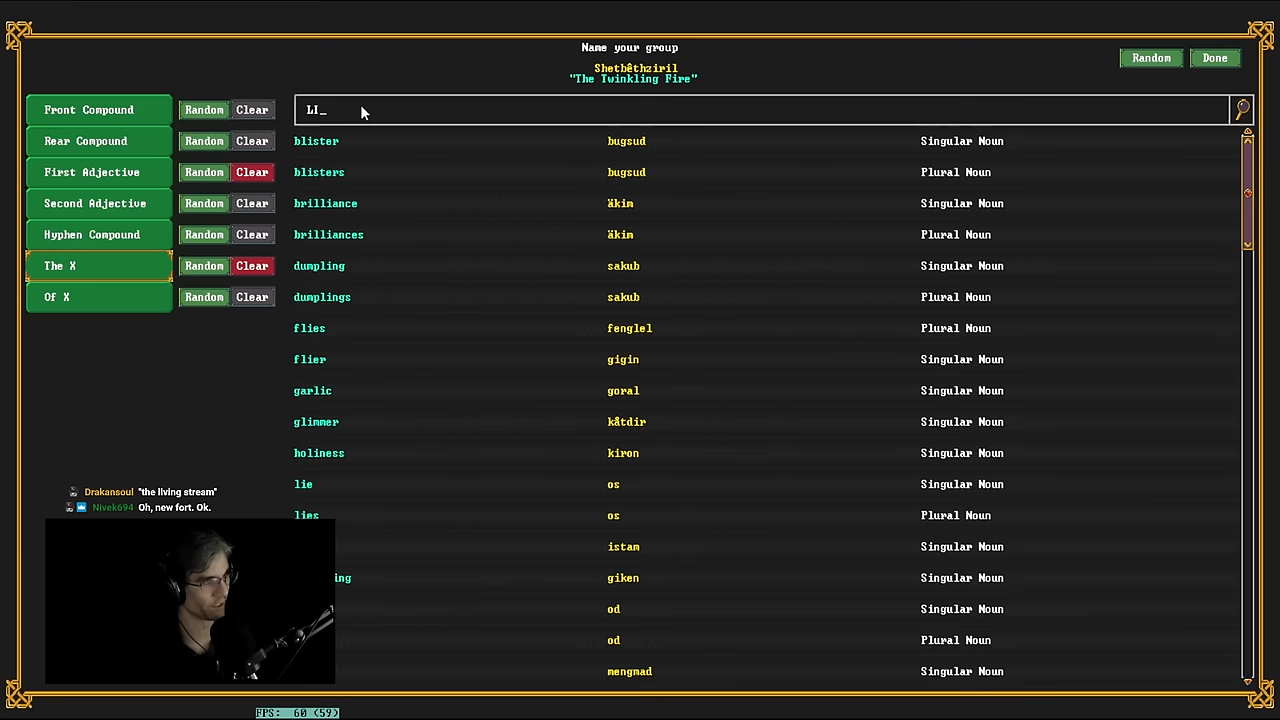 Name your group
Shetbêthziril
"The Twinkling Fire"
Random Done
Front Compound Random Clear LI_
Rear Compound Random Clear blister bugsud Singular Noun
First Adjective Random Clear blisters bugsud Plural Noun
Second Adjective Random Clear brilliance äkim Singular Noun
Hyphen Compound Random Clear brilliances äkim Plural Noun
The X Random Clear dumpling sakub Singular Noun
Of X Random Clear dumplings sakub Plural Noun
flies fenglel Plural Noun
flier gigin Singular Noun
garlic goral Singular Noun
glimmer kåtdir Singular Noun
holiness kiron Singular Noun
lie os Singular Noun
Drakansoul "the living stream"
Nivek694 Oh, new fort. Ok.
lies os Plural Noun
istam Singular Noun
ing giken Singular Noun
od Singular Noun
od Plural Noun
mengmad Singular Noun
FPS: 60 (59)